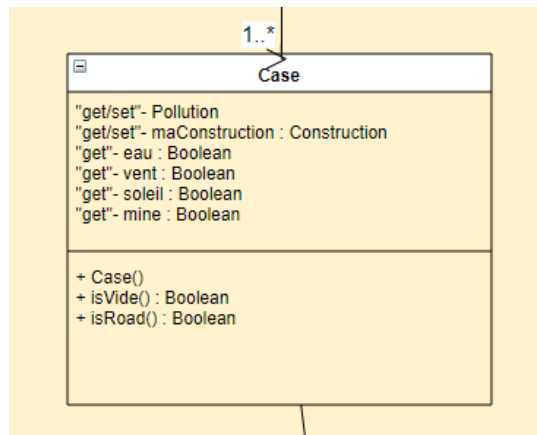 1..*
Case
"get/set"- Pollution
"get/set"- maConstruction : Construction
"get"- eau : Boolean
"get"- vent : Boolean
"get"- soleil : Boolean
"get"- mine : Boolean
+ Case()
+ isVide() : Boolean
+ isRoad() : Boolean